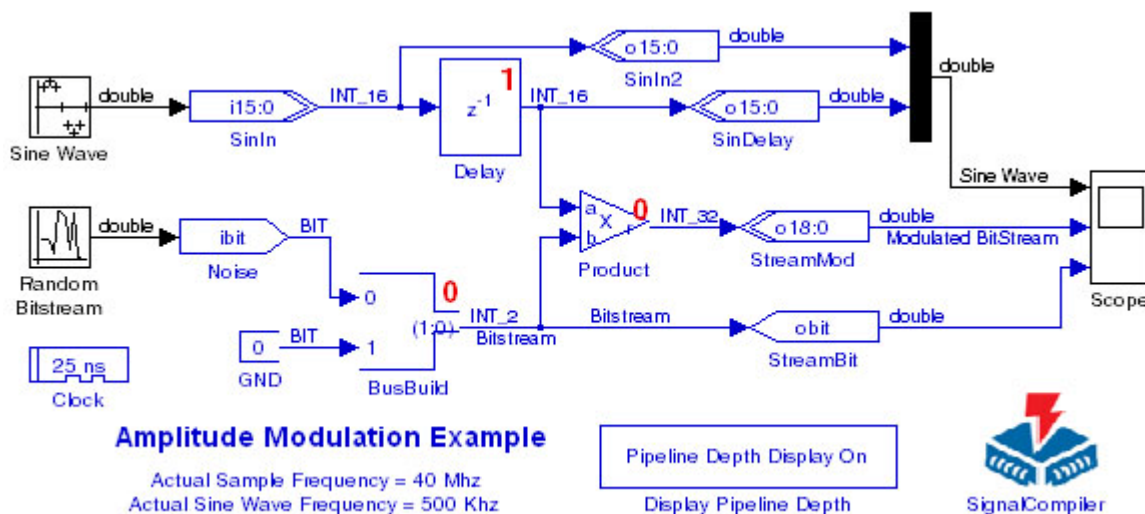 o15:0
double
SinIn2
double
double
i15:0
INT_16
1
z⁻¹
INT_16
o15:0
double
SinIn
SinDelay
Sine Wave
Delay
Sine Wave
double
ibit
BIT
a
X
b
0
INT_32
o18:0
double
Modulated BitStream
Noise
Product
StreamMod
Random
Bitstream
0
0
(1:0)
INT_2
Bitstream
Bitstream
obit
double
Scope
0
BIT
1
StreamBit
25 ns
GND
BusBuild
Clock
Amplitude Modulation Example
Actual Sample Frequency = 40 Mhz
Actual Sine Wave Frequency = 500 Khz
Pipeline Depth Display On
Display Pipeline Depth
SignalCompiler